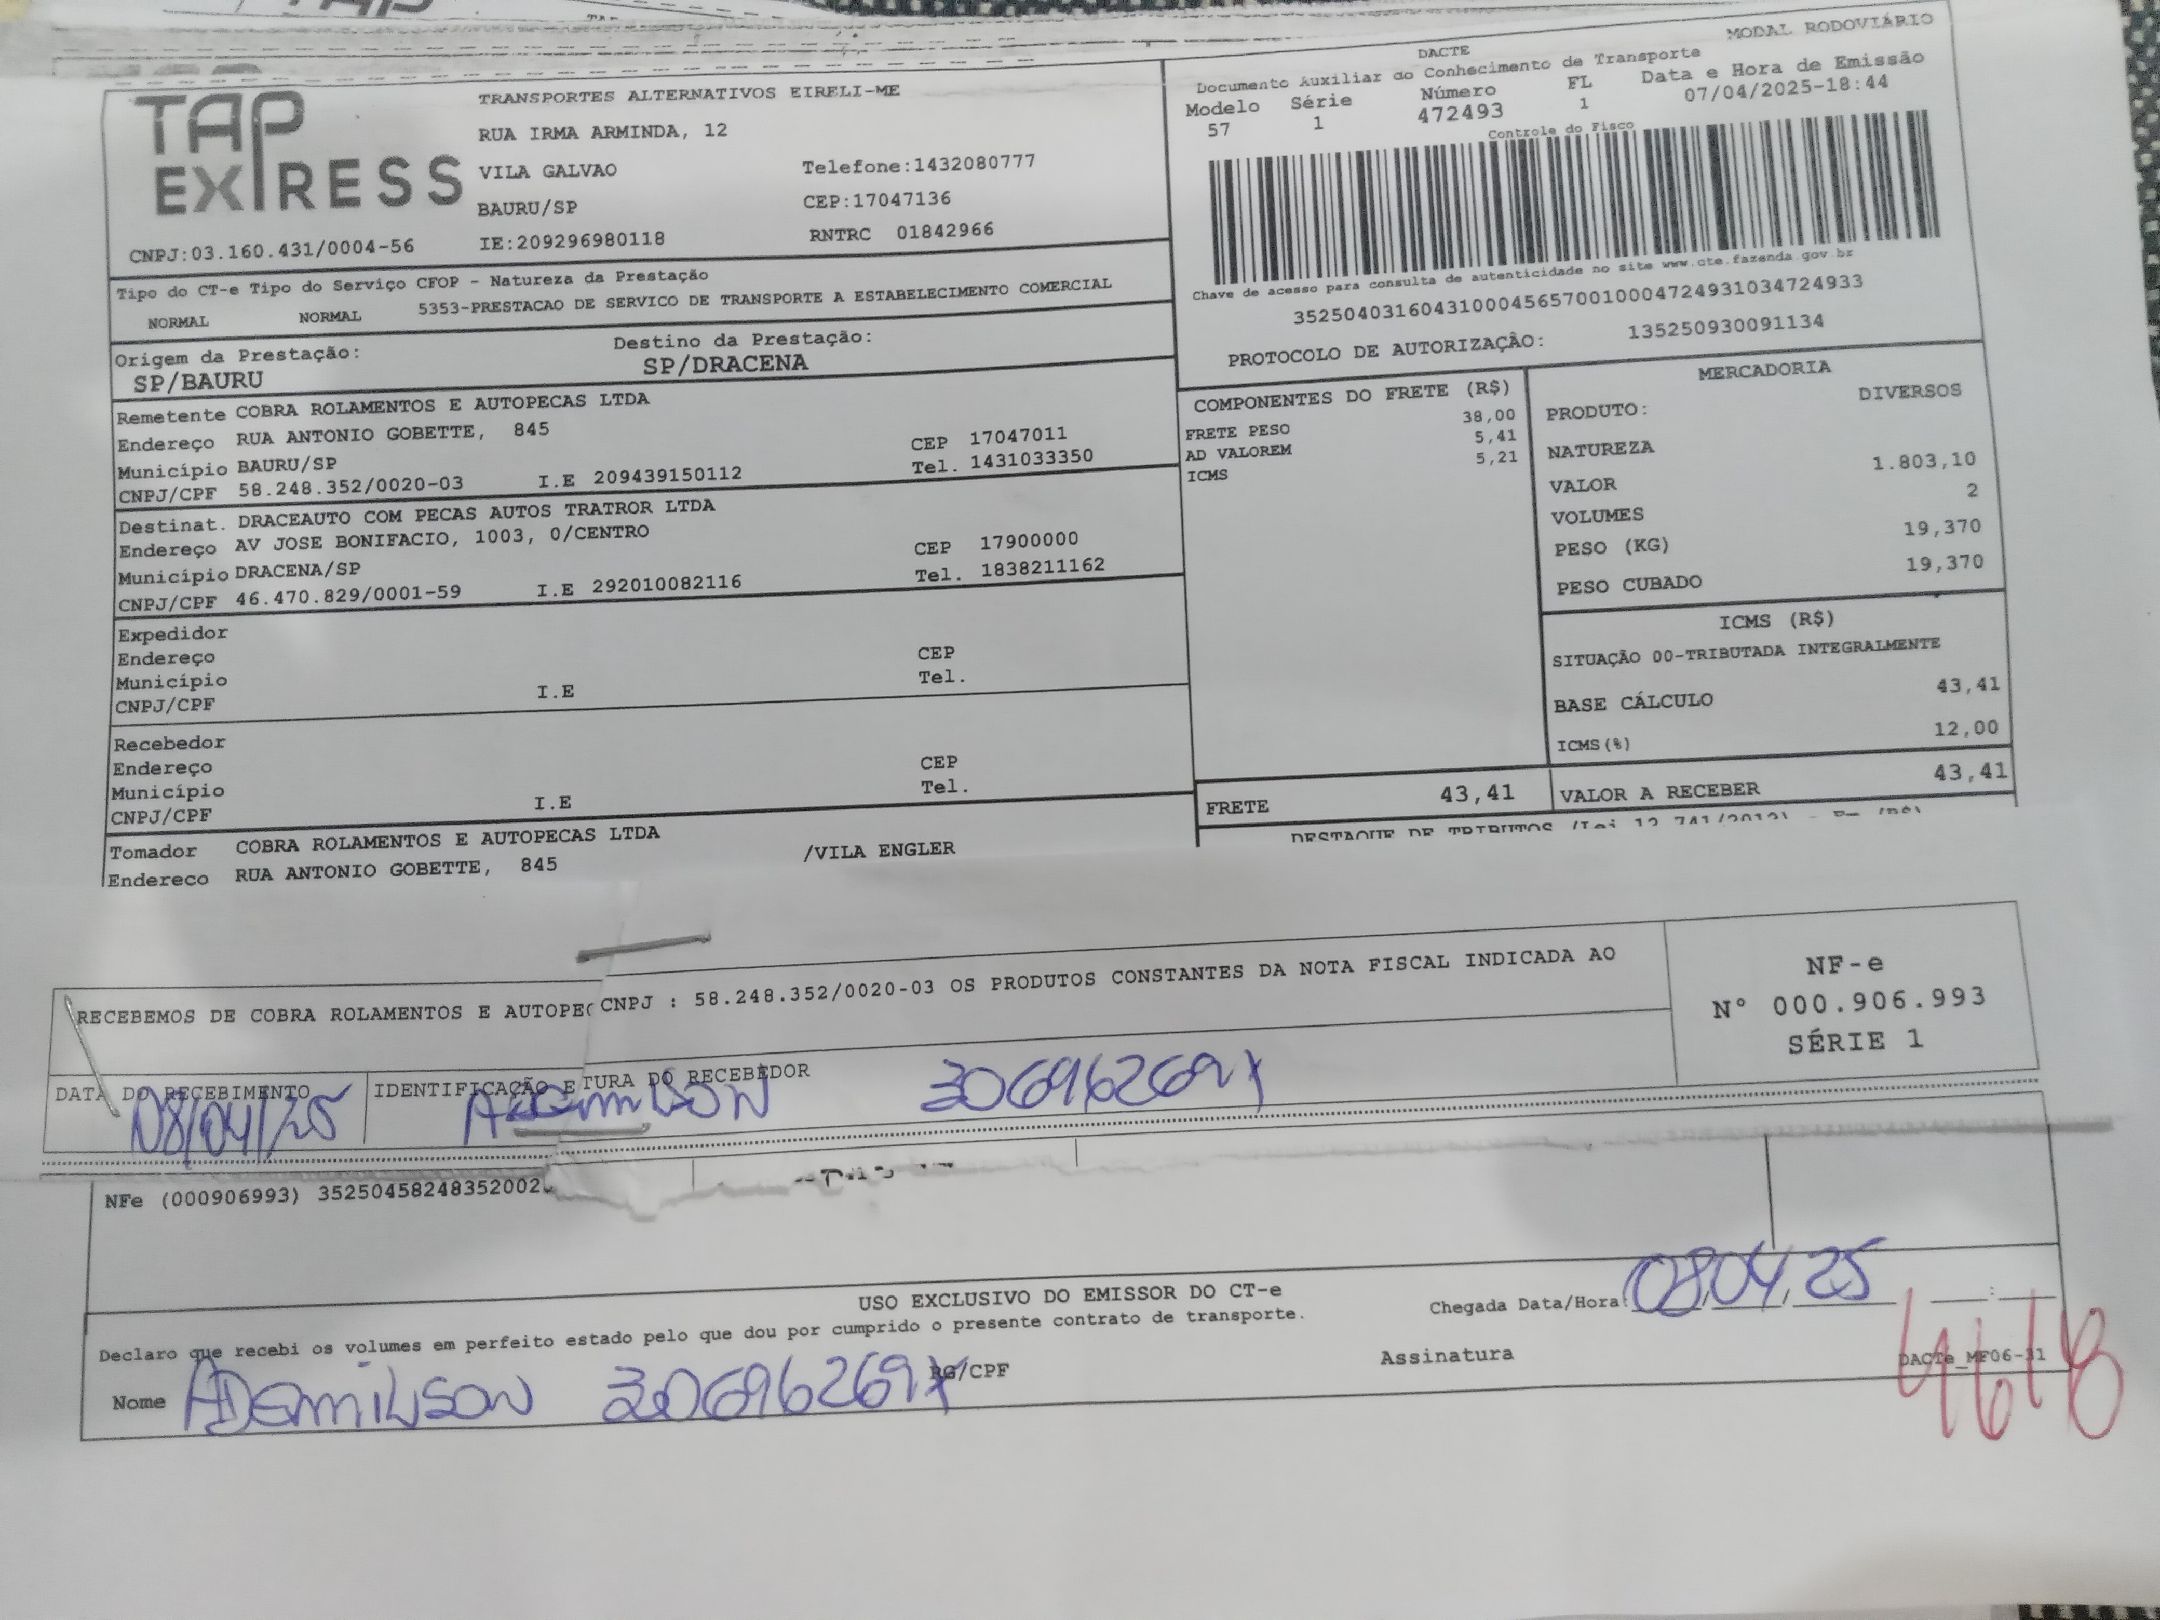 TAP
EXPRESS
TRANSPORTES ALTERNATIVOS EIRELI-ME
RUA IRMA ARMINDA, 12
VILA GALVAO Telefone:1432080777
BAURU/SP CEP:17047136
CNPJ:03.160.431/0004-56 IE:209296980118 RNTRC 01842966
MODAL RODOVIÁRIO
DACTE
Documento Auxiliar do Conhecimento de Transporte
Modelo Série Número FL Data e Hora de Emissão
57 1 472493 1 07/04/2025-18:44
Controle do Fisco
Chave de acesso para consulta de autenticidade no site www.cte.fazenda.gov.br
35250403160431000456570010004724931034724933
PROTOCOLO DE AUTORIZAÇÃO: 135250930091134
Tipo do CT-e Tipo do Serviço CFOP - Natureza da Prestação
NORMAL NORMAL 5353-PRESTACAO DE SERVICO DE TRANSPORTE A ESTABELECIMENTO COMERCIAL
Origem da Prestação: Destino da Prestação:
SP/BAURU SP/DRACENA
Remetente COBRA ROLAMENTOS E AUTOPECAS LTDA
Endereço RUA ANTONIO GOBETTE, 845
Município BAURU/SP CEP 17047011
CNPJ/CPF 58.248.352/0020-03 I.E 209439150112 Tel. 1431033350
Destinat. DRACEAUTO COM PECAS AUTOS TRATROR LTDA
Endereço AV JOSE BONIFACIO, 1003, 0/CENTRO
Município DRACENA/SP CEP 17900000
CNPJ/CPF 46.470.829/0001-59 I.E 292010082116 Tel. 1838211162
Expedidor
Endereço
Município CEP
CNPJ/CPF I.E Tel.
Recebedor
Endereço
Município CEP
CNPJ/CPF I.E Tel.
Tomador COBRA ROLAMENTOS E AUTOPECAS LTDA
Endereco RUA ANTONIO GOBETTE, 845 /VILA ENGLER
COMPONENTES DO FRETE (R$)
FRETE PESO 38,00
AD VALOREM 5,41
ICMS 5,21
FRETE 43,41
MERCADORIA
PRODUTO: DIVERSOS
NATUREZA
VALOR 1.803,10
VOLUMES 2
PESO (KG) 19,370
PESO CUBADO 19,370
ICMS (R$)
SITUAÇÃO 00-TRIBUTADA INTEGRALMENTE
BASE CÁLCULO 43,41
ICMS(%) 12,00
VALOR A RECEBER 43,41
DESTAQUE DE TRIBUTOS (Lei 12.741/2012) - Em (R$)
RECEBEMOS DE COBRA ROLAMENTOS E AUTOPE CNPJ : 58.248.352/0020-03 OS PRODUTOS CONSTANTES DA NOTA FISCAL INDICADA AO
NF-e
N° 000.906.993
SÉRIE 1
DATA DO RECEBIMENTO IDENTIFICAÇÃO E TURA DO RECEBEDOR
08/04/25 ADEMILSON 30696269X
NFe (000906993) 35250458248352002
USO EXCLUSIVO DO EMISSOR DO CT-e
Declaro que recebi os volumes em perfeito estado pelo que dou por cumprido o presente contrato de transporte.
Chegada Data/Hora: 08/04/25
Nome ADEMILSON 30696269X RG/CPF Assinatura
DACTe_MF06-31